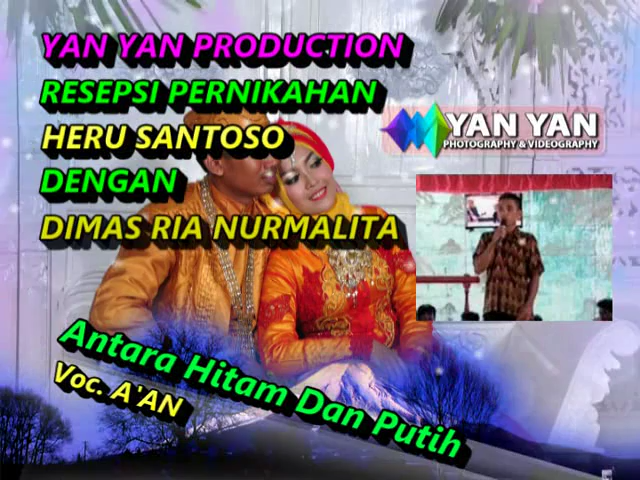 YAN YAN PRODUCTION
RESEPSI PERNIKAHAN
HERU SANTOSO
DENGAN
DIMAS RIA NURMALITA
YAN YAN
PHOTOGRAPHY & VIDEOGRAPHY
Antara Hitam Dan Putih
Voc. A'AN